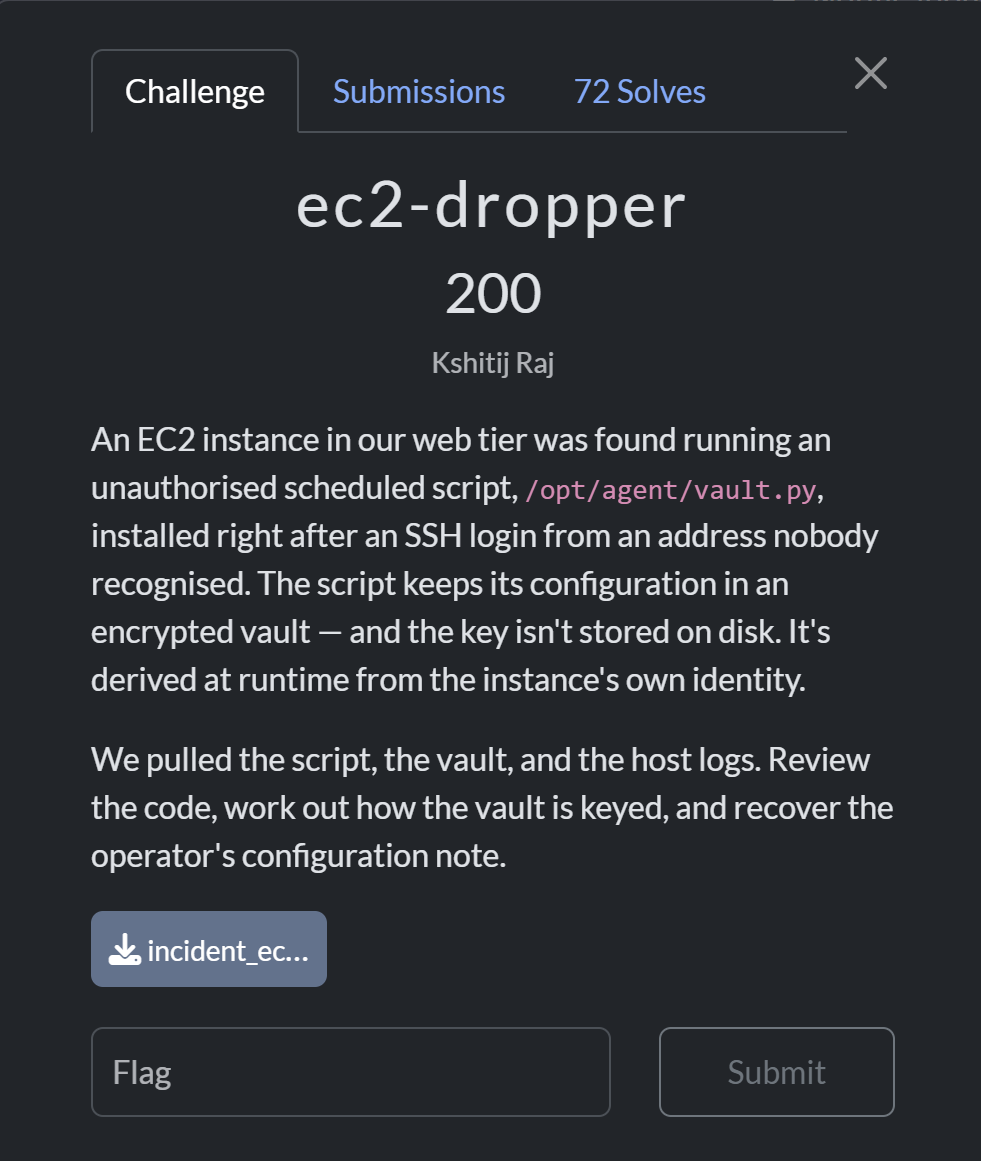 Challenge
Submissions
72 Solves
ec2-dropper
200
Kshitij Raj
An EC2 instance in our web tier was found running an
unauthorised scheduled script, /opt/agent/vault.py,
installed right after an SSH login from an address nobody
recognised. The script keeps its configuration in an
encrypted vault — and the key isn't stored on disk. It's
derived at runtime from the instance's own identity.
We pulled the script, the vault, and the host logs. Review
the code, work out how the vault is keyed, and recover the
operator's configuration note.
incident_ec...
Flag
Submit